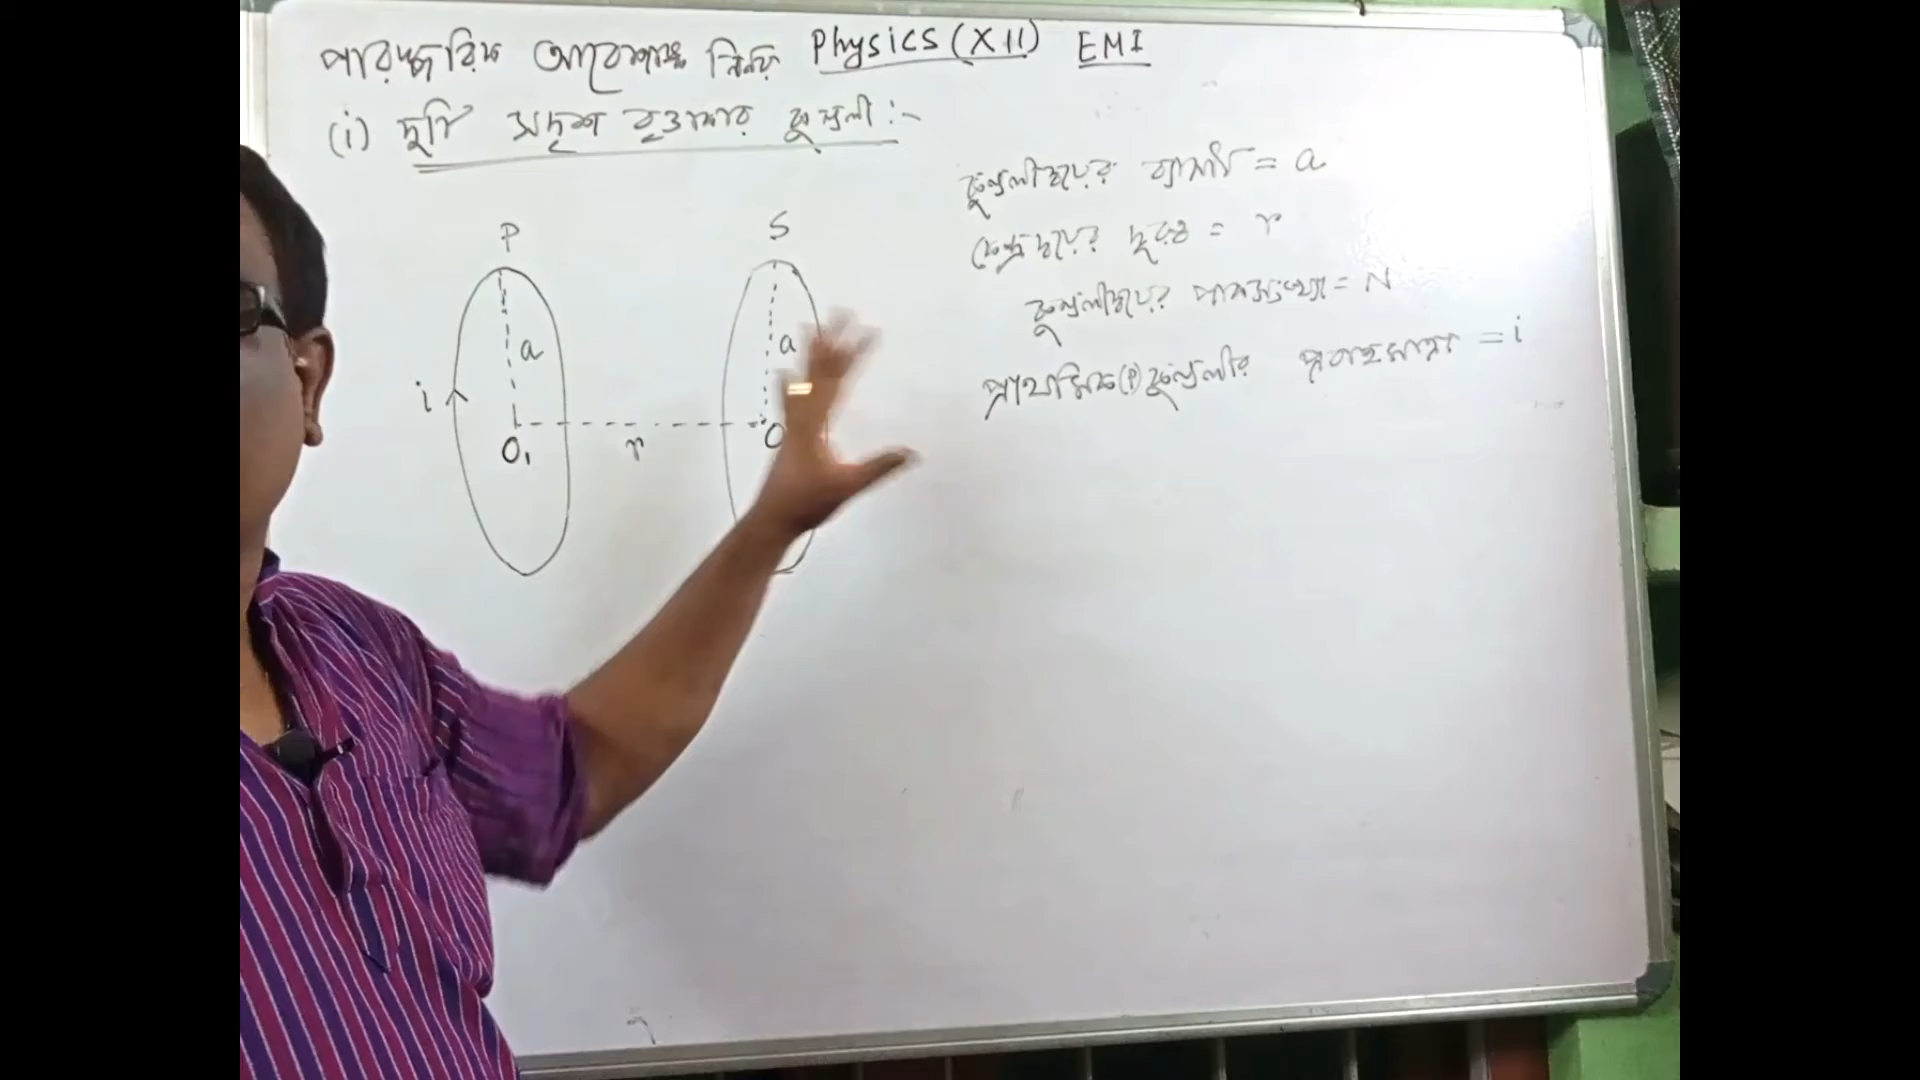 পারস্পরিক আবেশাঙ্ক নির্ণয় Physics (XII) EMI
(i) দুটি সদৃশ বৃত্তাকার কুণ্ডলী :-
P
S
a
a
i
O₁
r
O
কুণ্ডলীদ্বয়ের ব্যাসার্ধ = a
কেন্দ্রদ্বয়ের দূরত্ব = r
কুণ্ডলীদ্বয়ের পাকসংখ্যা = N
প্রাথমিক (P) কুণ্ডলীর প্রবাহমাত্রা = i